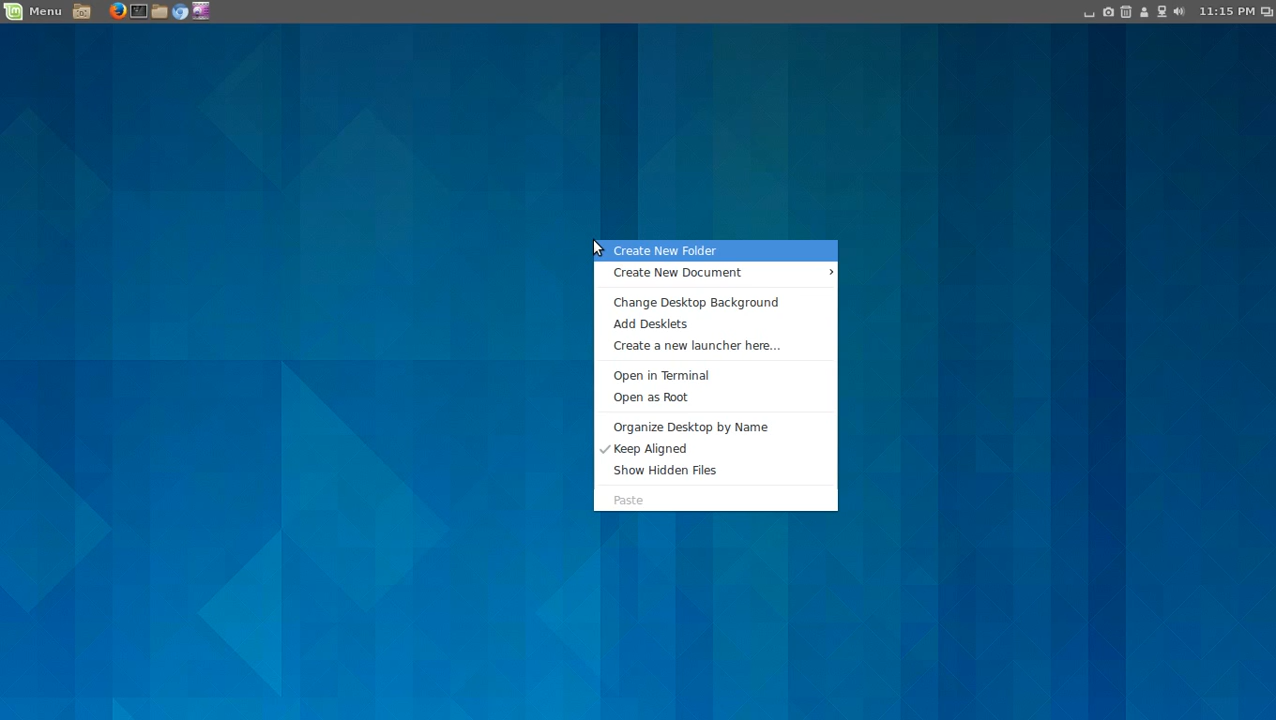 Menu
11:15 PM
Create New Folder
Create New Document
Change Desktop Background
Add Desklets
Create a new launcher here...
Open in Terminal
Open as Root
Organize Desktop by Name
Keep Aligned
Show Hidden Files
Paste